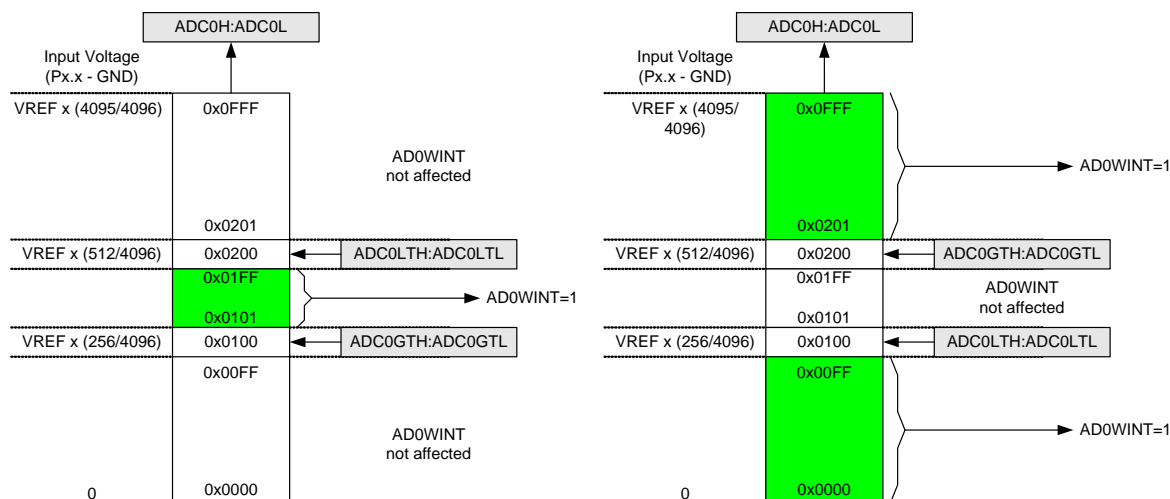 ADC0H:ADC0L
Input Voltage
(Px.x - GND)
VREF x (4095/4096)
0x0FFF
AD0WINT
not affected
0x0201
VREF x (512/4096)
0x0200
ADC0LTH:ADC0LTL
0x01FF
AD0WINT=1
0x0101
VREF x (256/4096)
0x0100
ADC0GTH:ADC0GTL
0x00FF
AD0WINT
not affected
0
0x0000
ADC0H:ADC0L
Input Voltage
(Px.x - GND)
VREF x (4095/
4096)
0x0FFF
AD0WINT=1
0x0201
VREF x (512/4096)
0x0200
ADC0GTH:ADC0GTL
0x01FF
AD0WINT
not affected
0x0101
VREF x (256/4096)
0x0100
ADC0LTH:ADC0LTL
0x00FF
AD0WINT=1
0
0x0000